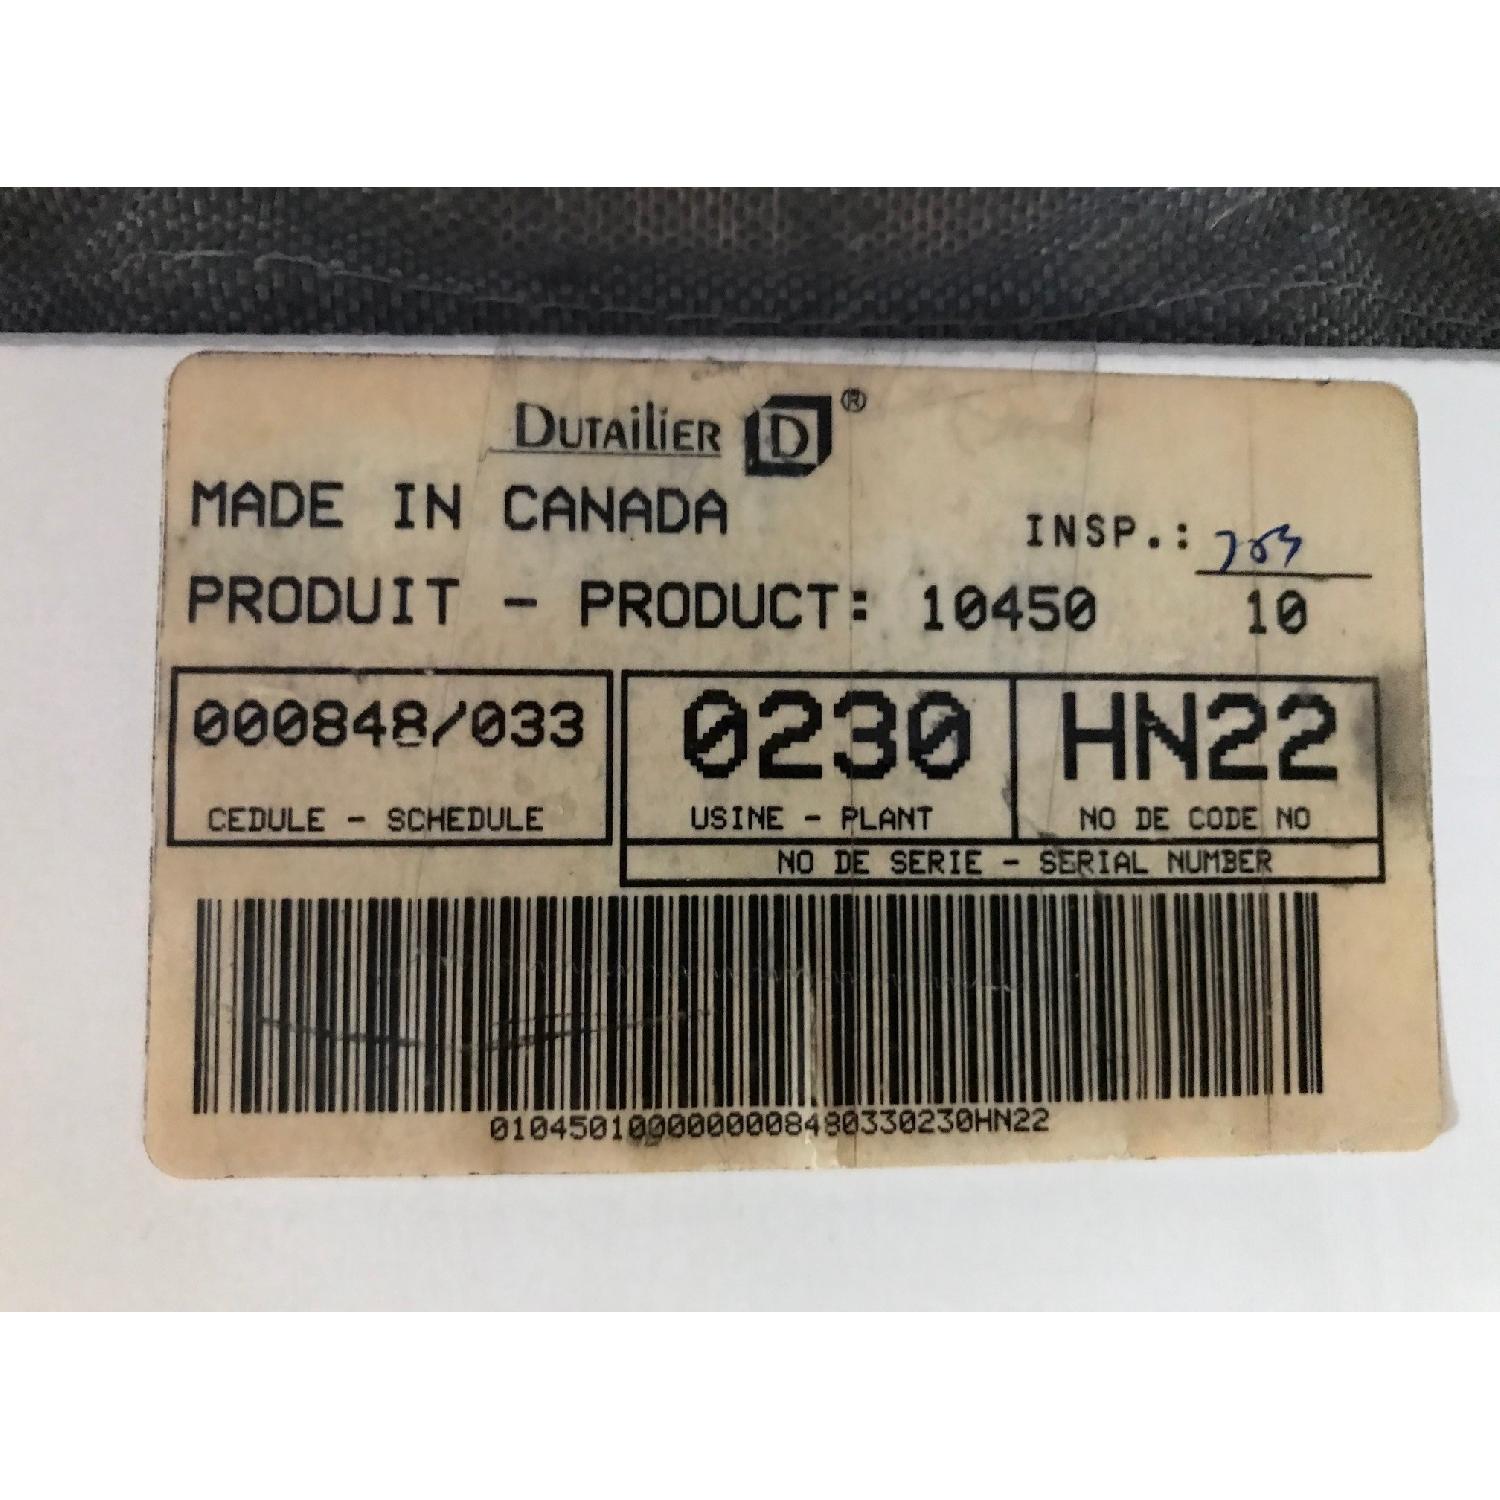 DUTAILIER D®
MADE IN CANADA
INSP.:
PRODUIT - PRODUCT: 10450 10
000848/033
CEDULE - SCHEDULE
0230
USINE - PLANT
HN22
NO DE CODE NO
NO DE SERIE - SERIAL NUMBER